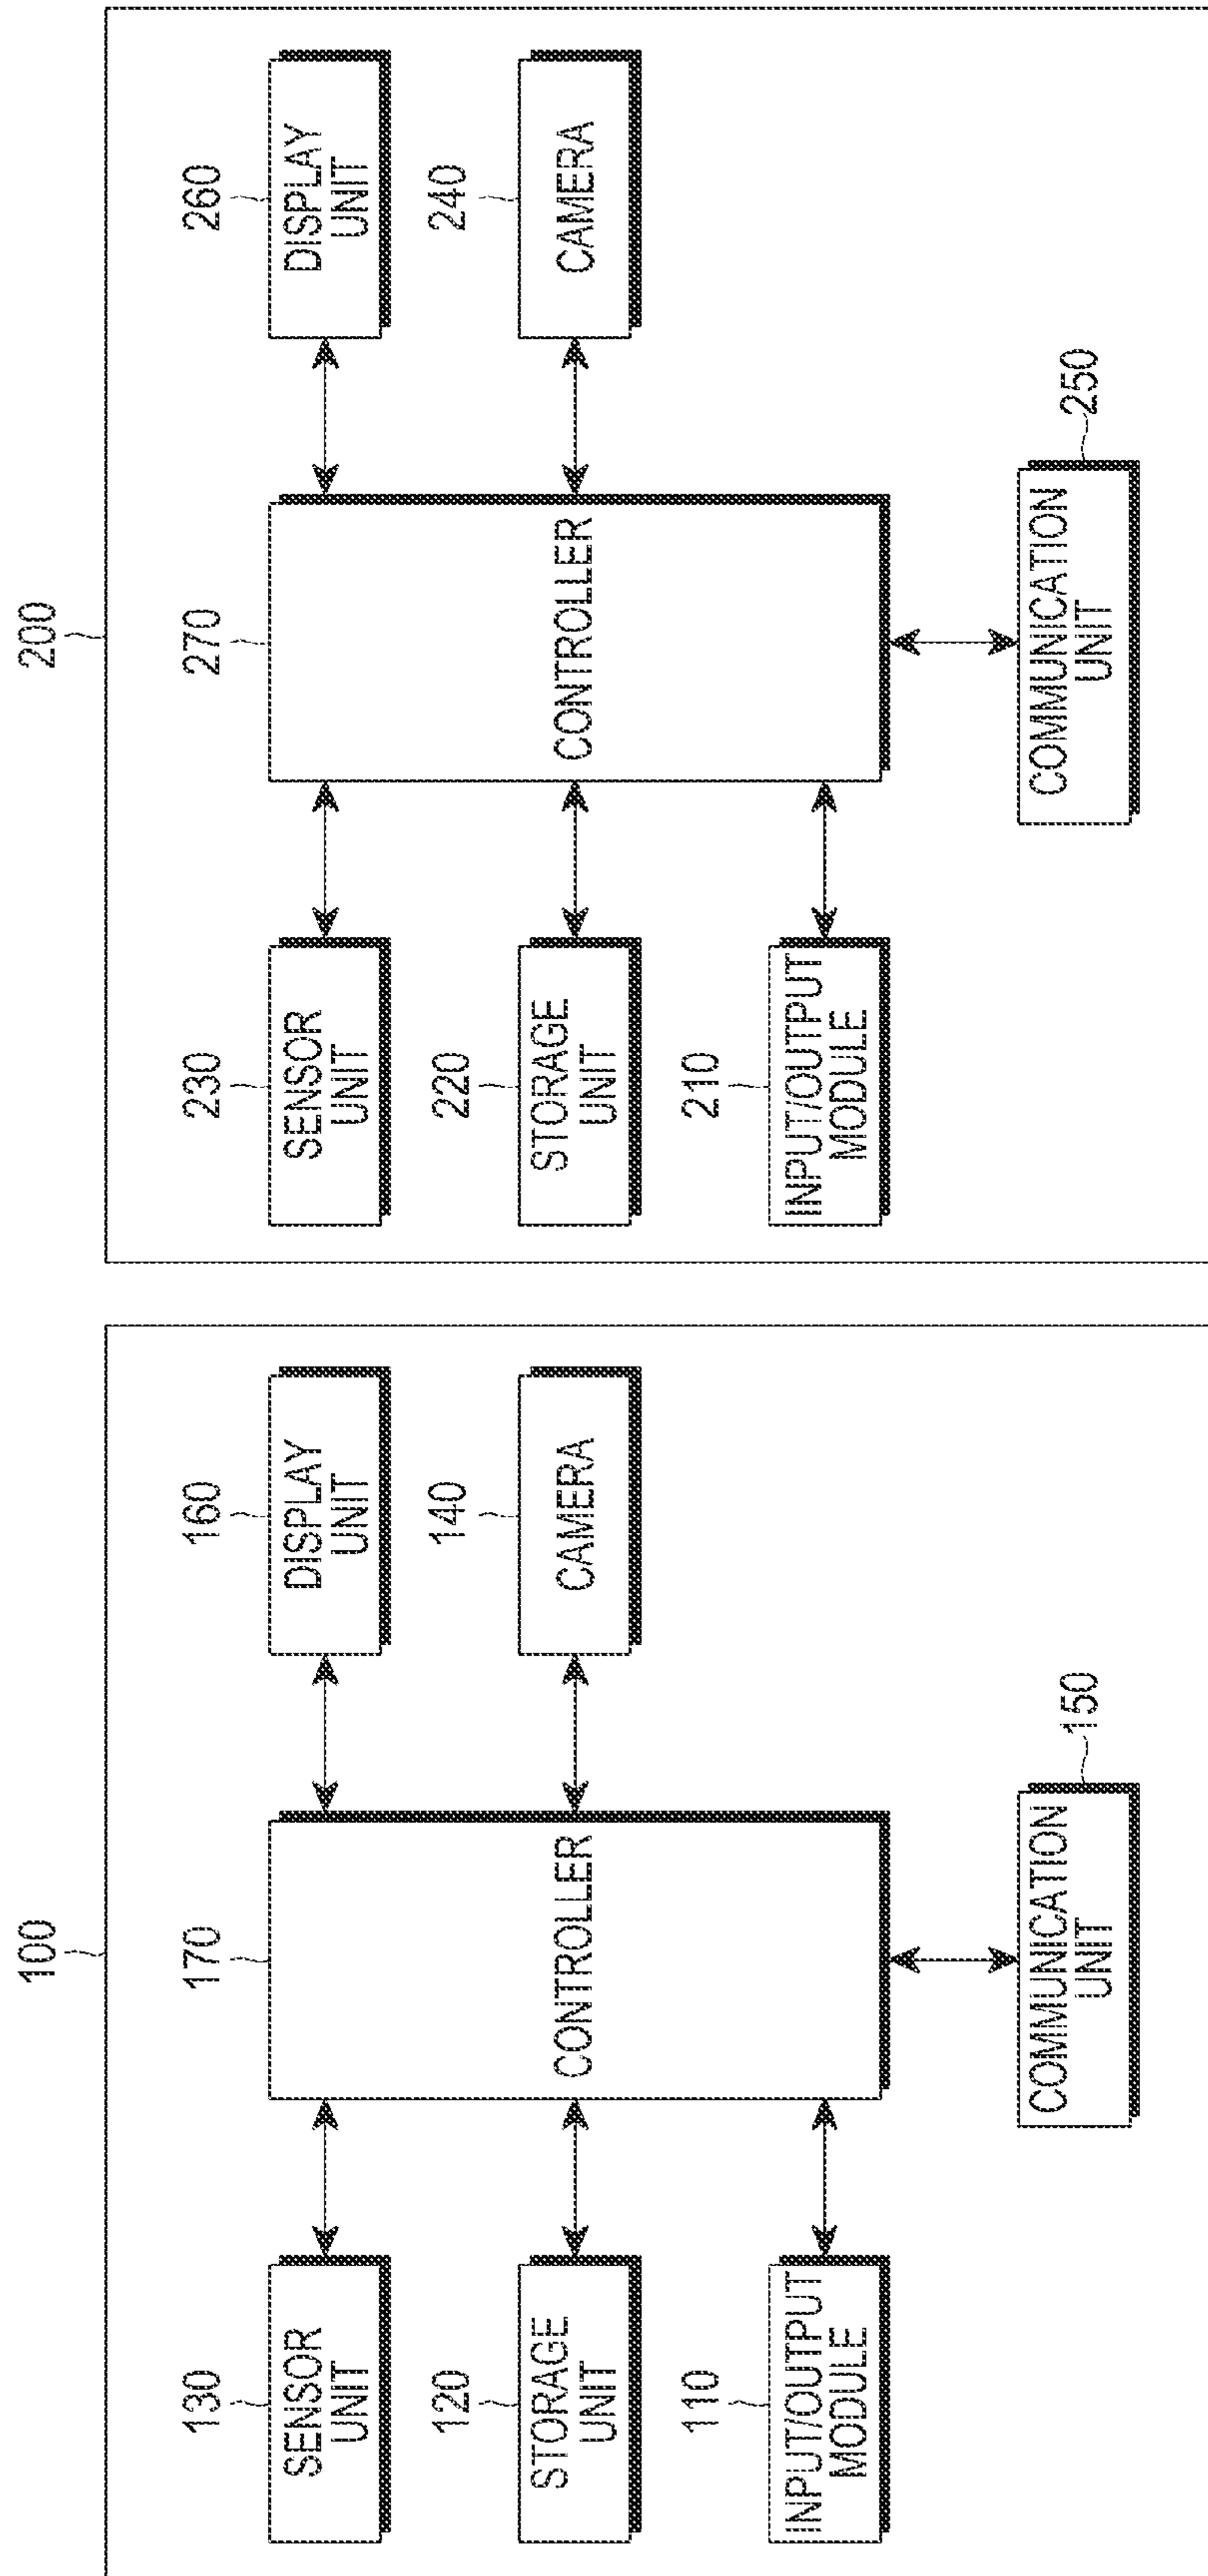 100
170
130
SENSOR
UNIT
120
STORAGE
UNIT
110
INPUT/OUTPUT
MODULE
CONTROLLER
160
DISPLAY
UNIT
140
CAMERA
COMMUNICATION
UNIT
150
200
270
230
SENSOR
UNIT
220
STORAGE
UNIT
210
INPUT/OUTPUT
MODULE
CONTROLLER
260
DISPLAY
UNIT
240
CAMERA
COMMUNICATION
UNIT
250